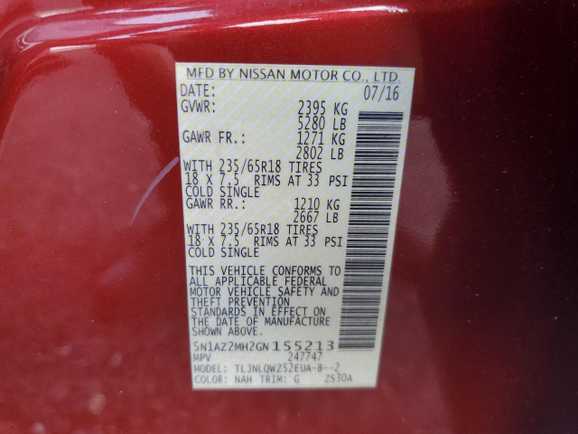 MFD BY NISSAN MOTOR CO., LTD.
DATE: 07/16
GVWR: 2395 KG
5280 LB
GAWR FR.: 1271 KG
2802 LB
WITH 235/65R18 TIRES
18 X 7.5 RIMS AT 33 PSI
COLD SINGLE
GAWR RR.: 1210 KG
2667 LB
WITH 235/65R18 TIRES
18 X 7.5 RIMS AT 33 PSI
COLD SINGLE
THIS VEHICLE CONFORMS TO
ALL APPLICABLE FEDERAL
MOTOR VEHICLE SAFETY AND
THEFT PREVENTION
STANDARDS IN EFFECT ON
THE DATE OF MANUFACTURE
SHOWN ABOVE.
5N1AZ2MH2GN155213
MPV 247747
MODEL: TLJNLQWZ52EUA-B--2
COLOR: NAH TRIM: G ZS30A